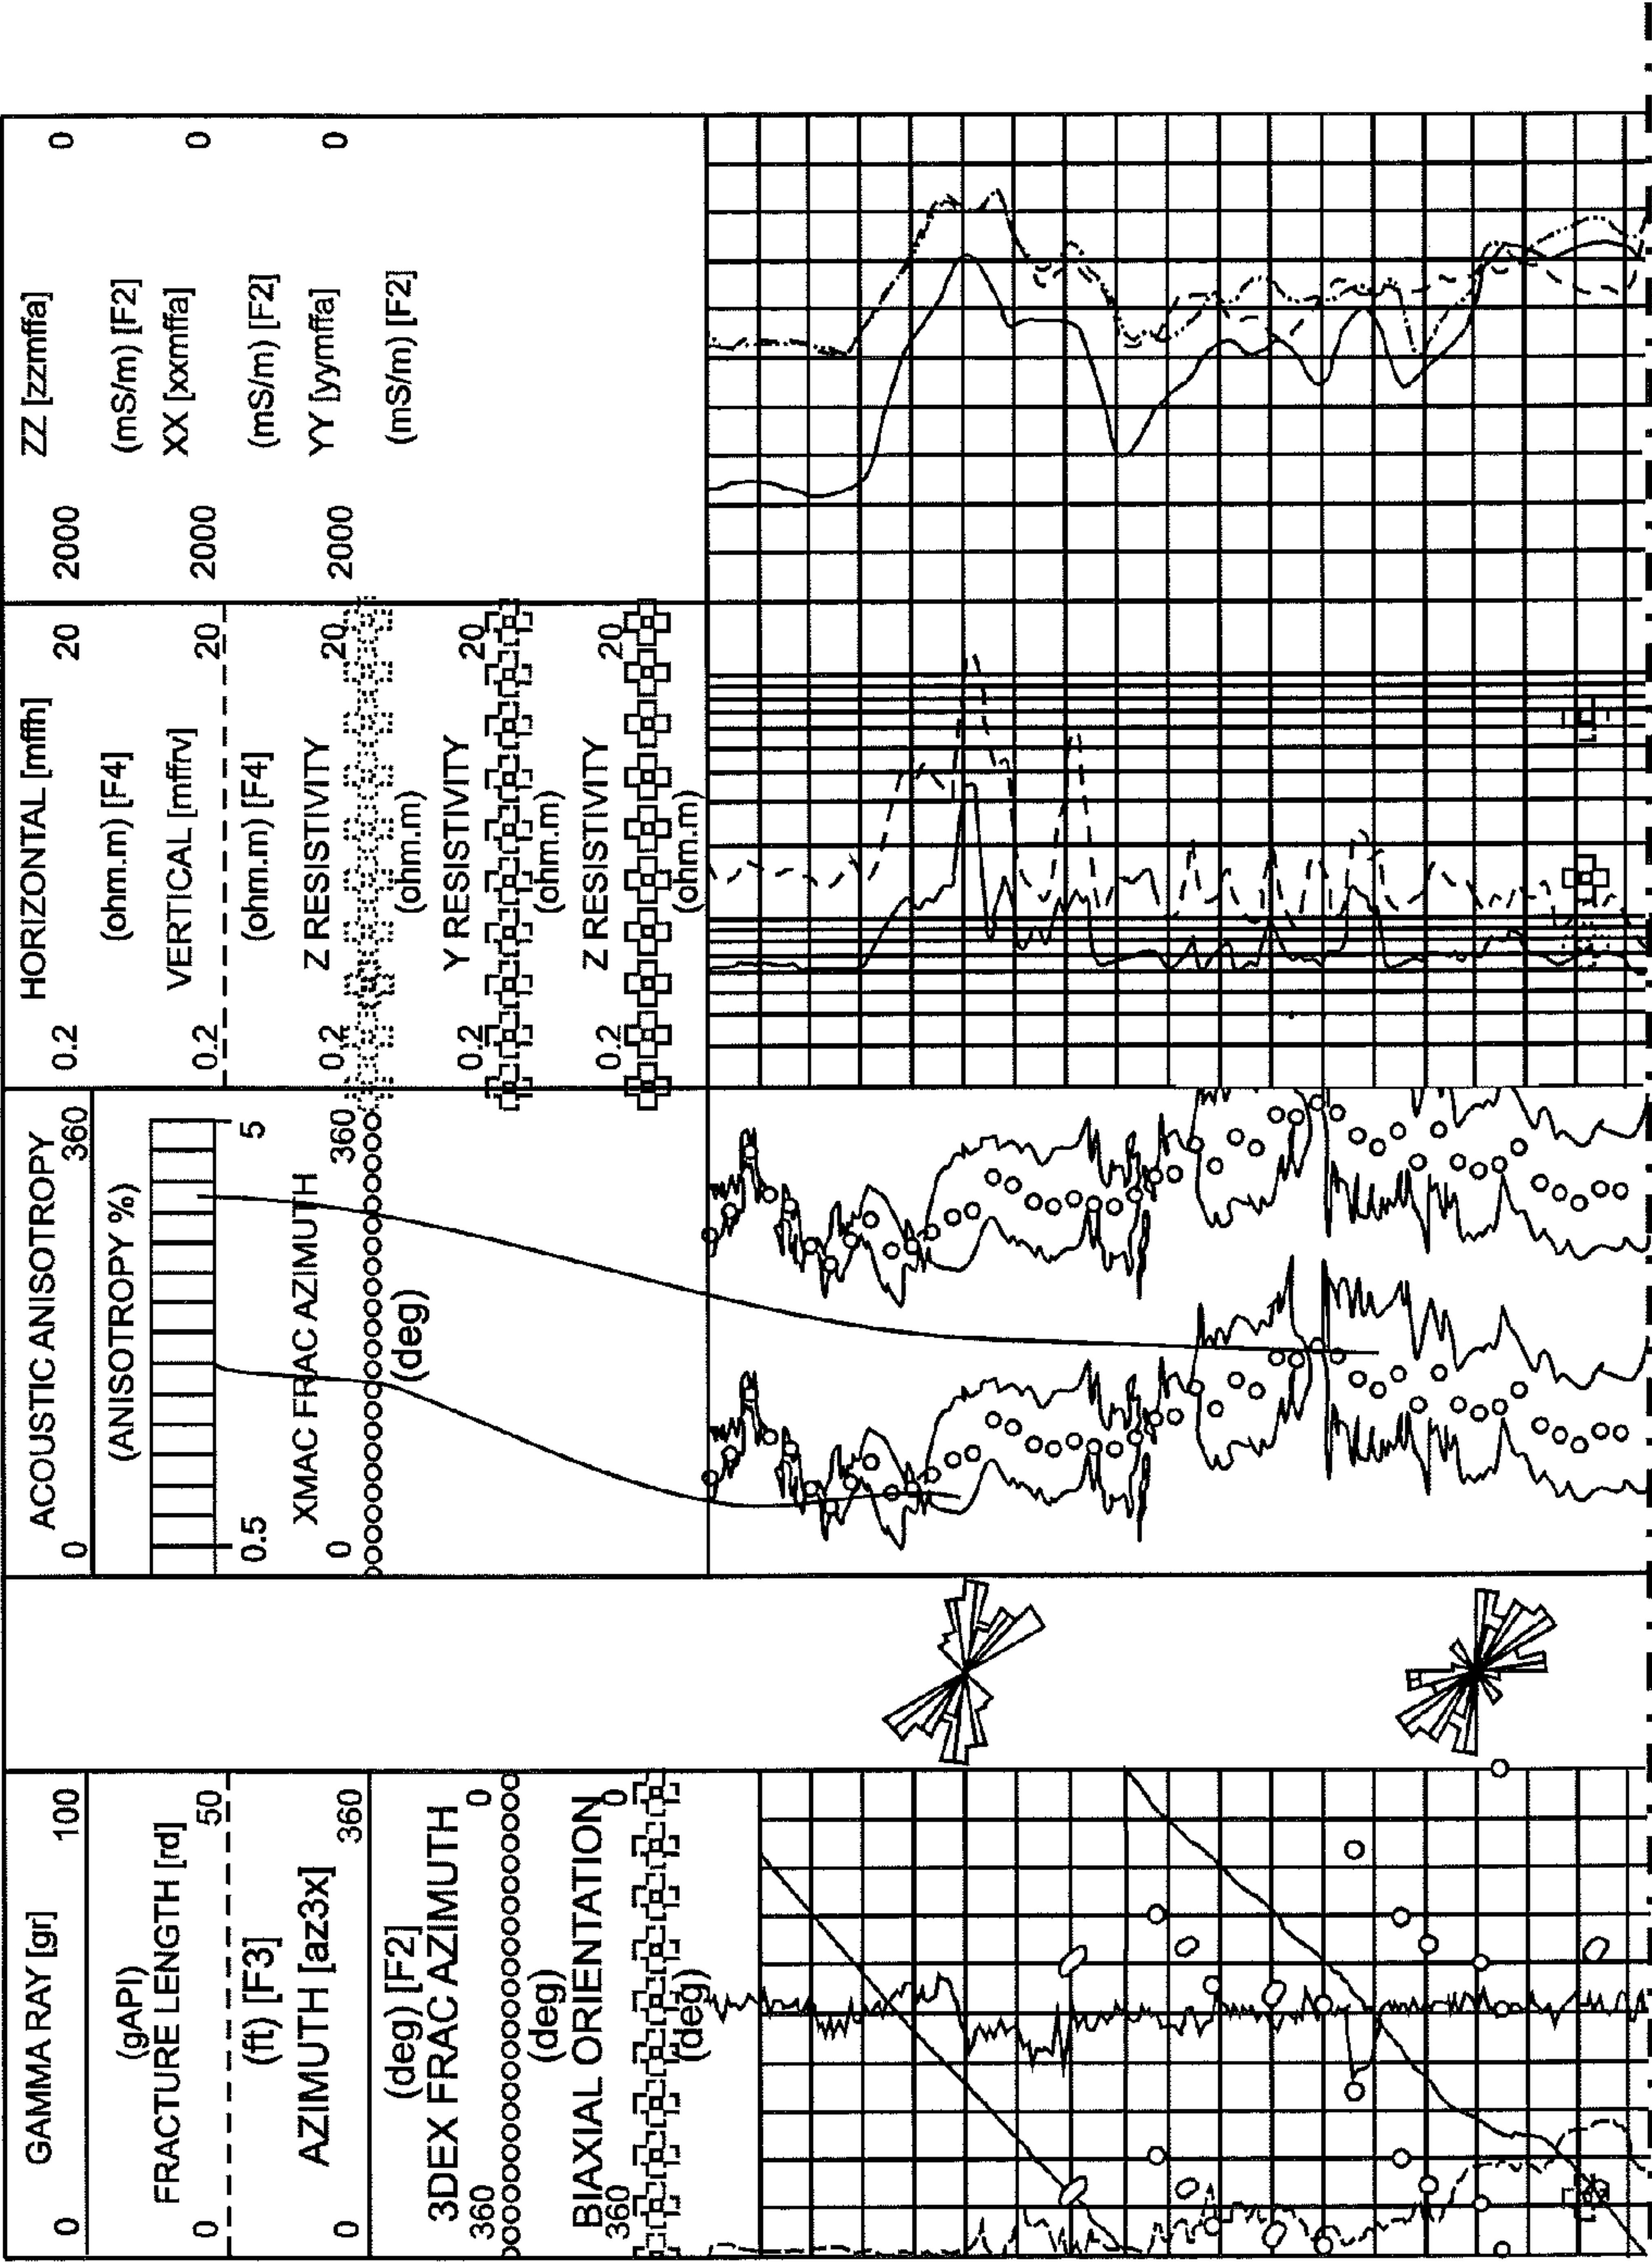 GAMMA RAY [gr]
0 100
(gAPI)
FRACTURE LENGTH [rd]
0 50
(ft) [F3]
AZIMUTH [az3x]
0 360
(deg) [F2]
3DEX FRAC AZIMUTH
360 0
(deg)
BIAXIAL ORIENTATION
360 0
(deg)
ACOUSTIC ANISOTROPY
0 360
(ANISOTROPY %)
0.5 5
XMAC FRAC AZIMUTH
0 360
(deg)
HORIZONTAL [mffh]
0.2 20
(ohm.m) [F4]
VERTICAL [mffrv]
0.2 20
(ohm.m) [F4]
Z RESISTIVITY
0.2 20
(ohm.m)
Y RESISTIVITY
0.2 20
(ohm.m)
Z RESISTIVITY
0.2 20
(ohm.m)
ZZ [zzmffa]
2000 0
(mS/m) [F2]
XX [xxmffa]
2000 0
(mS/m) [F2]
YY [yymffa]
2000 0
(mS/m) [F2]